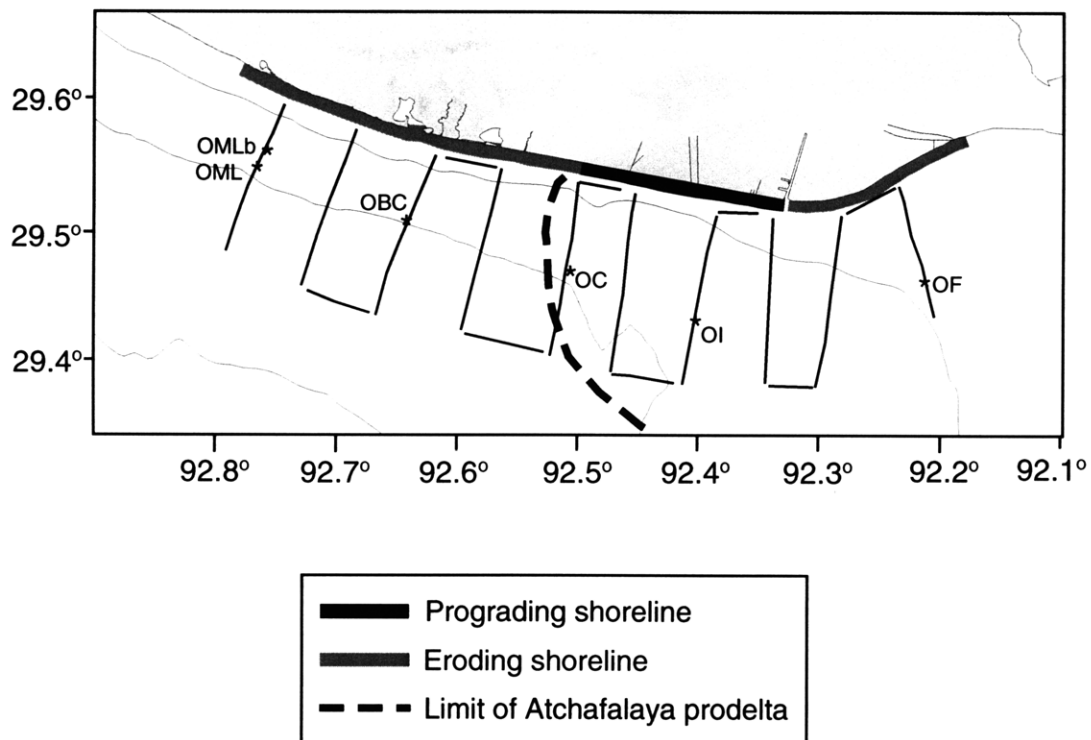 29.6°
29.5°
29.4°
OMLb
OML
OBC
OC
OI
OF
92.8° 92.7° 92.6° 92.5° 92.4° 92.3° 92.2° 92.1°
Prograding shoreline
Eroding shoreline
Limit of Atchafalaya prodelta